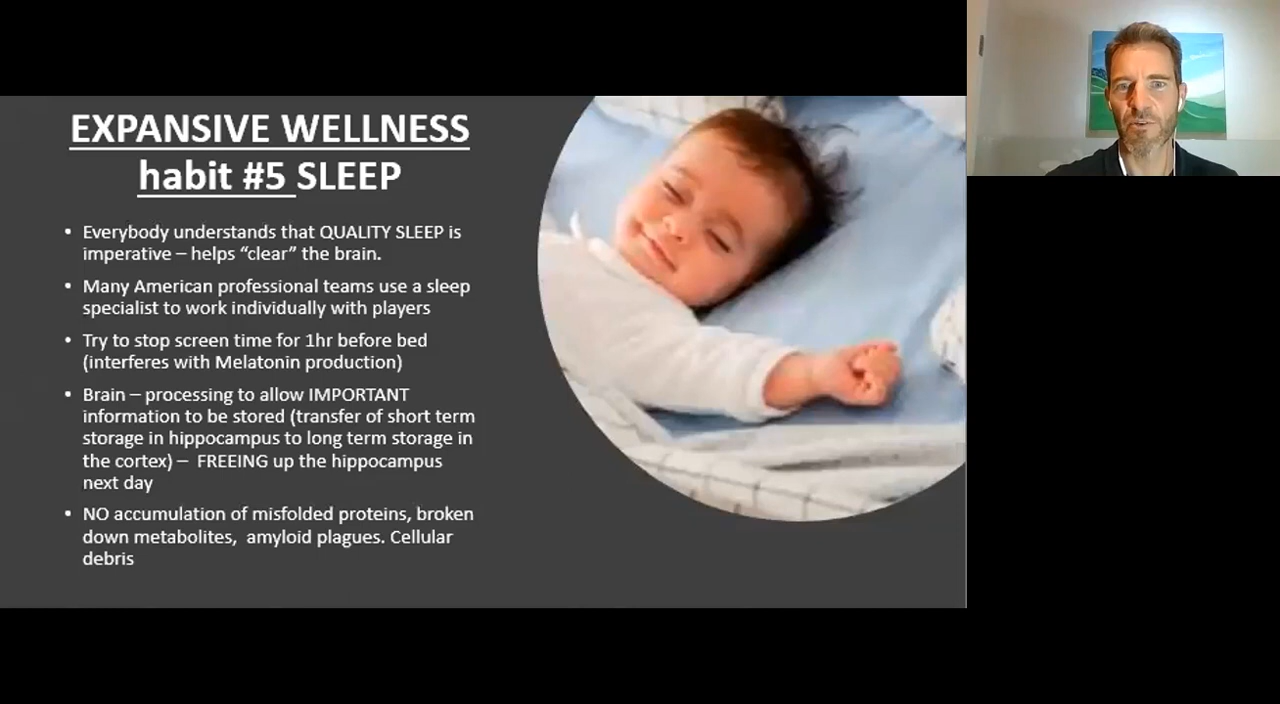 EXPANSIVE WELLNESS
habit #5 SLEEP
• Everybody understands that QUALITY SLEEP is
imperative – helps “clear” the brain.
• Many American professional teams use a sleep
specialist to work individually with players
• Try to stop screen time for 1hr before bed
(interferes with Melatonin production)
• Brain – processing to allow IMPORTANT
information to be stored (transfer of short term
storage in hippocampus to long term storage in
the cortex) – FREEING up the hippocampus
next day
• NO accumulation of misfolded proteins, broken
down metabolites, amyloid plagues. Cellular
debris